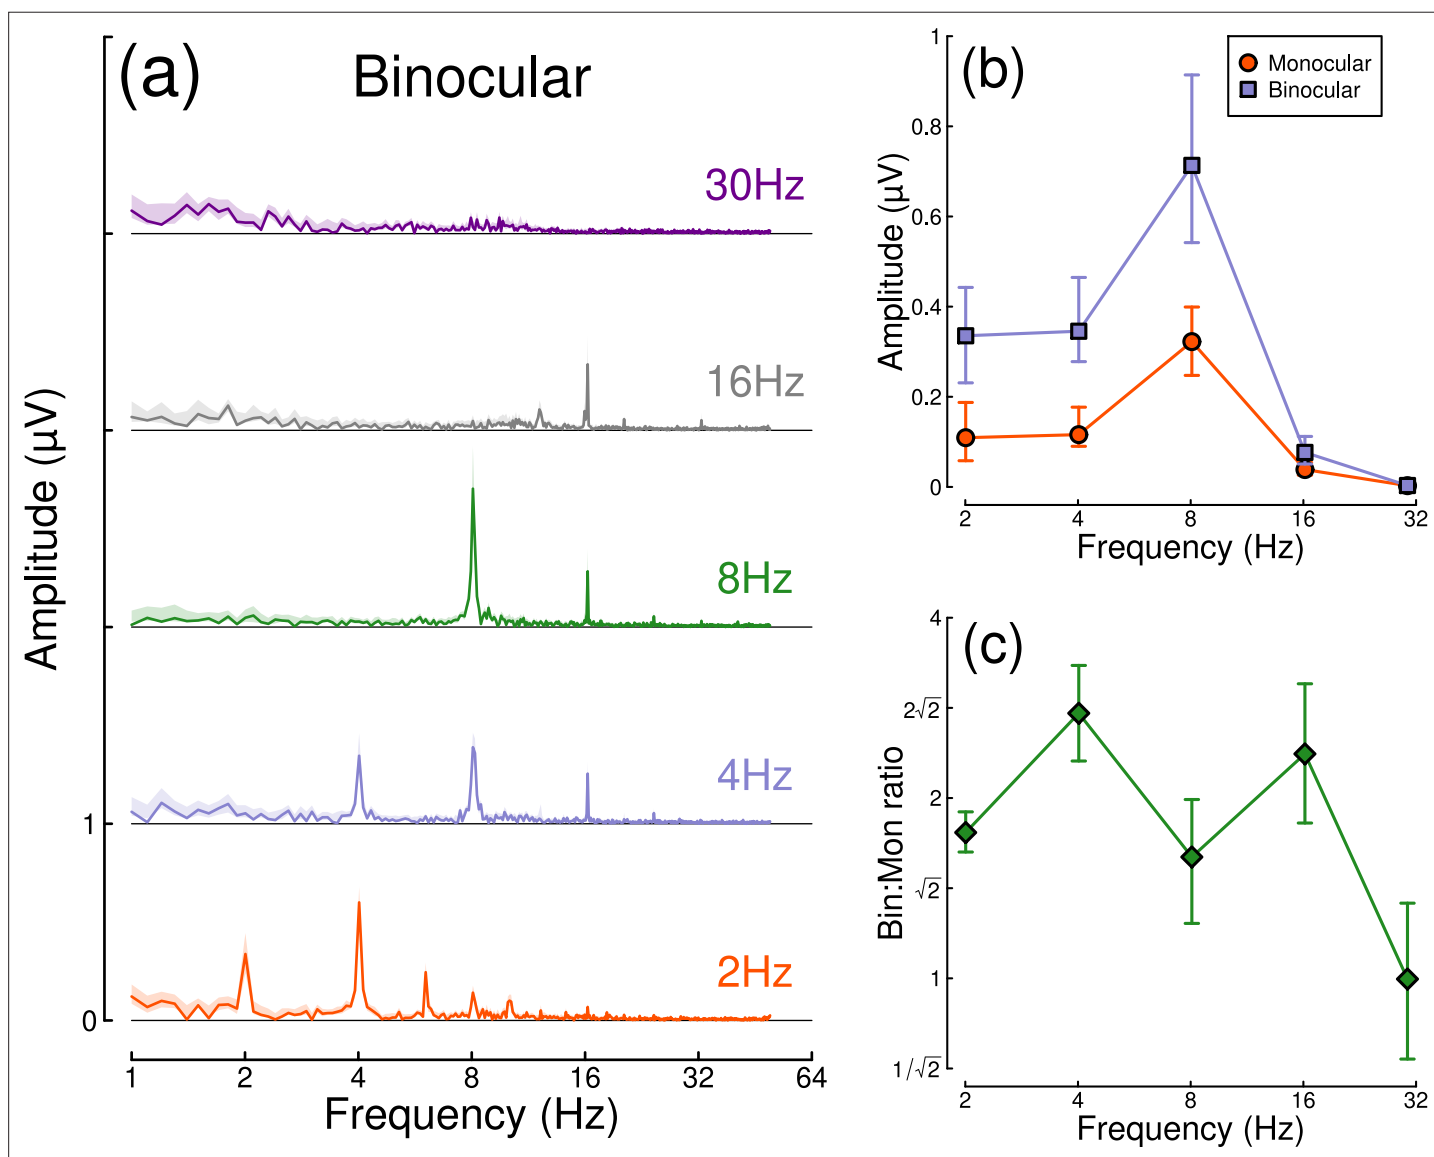 (a)
Binocular
30Hz
16Hz
8Hz
4Hz
2Hz
1
0
Amplitude (µV)
1 2 4 8 16 32 64
Frequency (Hz)
(b)
Monocular
Binocular
1
0.8
0.6
0.4
0.2
0
Amplitude (µV)
2 4 8 16 32
Frequency (Hz)
(c)
4
2√2
2
√2
1
1/√2
Bin:Mon ratio
2 4 8 16 32
Frequency (Hz)